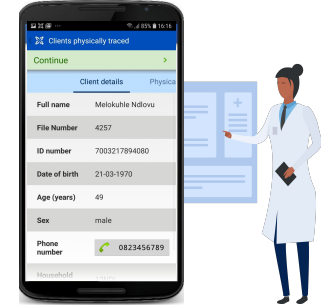 85% 16:16
Clients physically traced
Continue
Client details Physica
Full name Melokuhle Ndlovu
File Number 4257
ID number 7003217894080
Date of birth 21-03-1970
Age (years) 49
Sex male
Phone
number 0823456789
Household